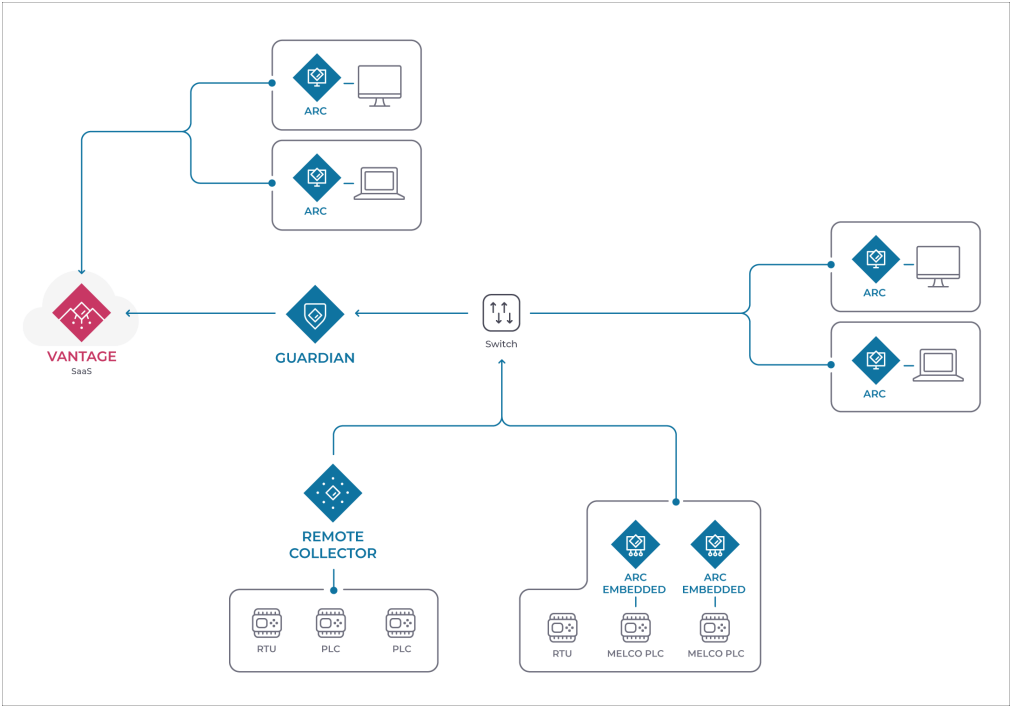 ARC
ARC
ARC
ARC
VANTAGE
SaaS
GUARDIAN
Switch
REMOTE
COLLECTOR
RTU
PLC
PLC
ARC
EMBEDDED
ARC
EMBEDDED
RTU
MELCO PLC
MELCO PLC